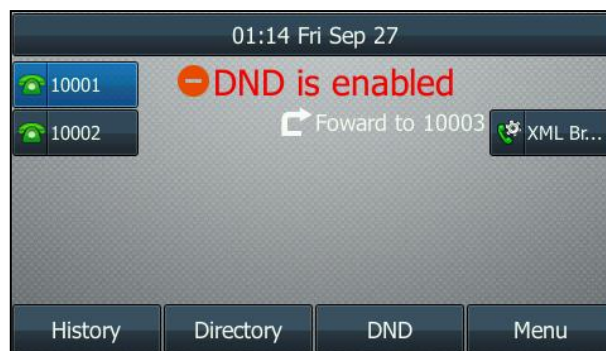 01:14 Fri Sep 27
10001
DND is enabled
10002
Foward to 10003
XML Br...
History
Directory
DND
Menu